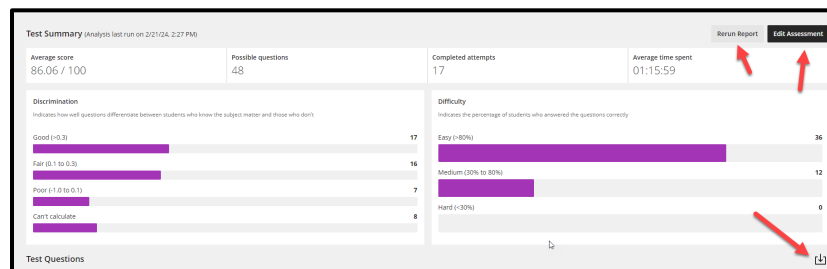 Test Summary (Analysis last run on 2/21/24, 2:27 PM)
Rerun Report
Edit Assessment
Average score
86.06 / 100
Possible questions
48
Completed attempts
17
Average time spent
01:15:59
Discrimination
Indicates how well questions differentiate between students who know the subject matter and those who don't
Good (>0.3) 17
Fair (0.1 to 0.3) 16
Poor (-1.0 to 0.1) 7
Can't calculate 8
Difficulty
Indicates the percentage of students who answered the questions correctly
Easy (>80%) 36
Medium (30% to 80%) 12
Hard (<30%) 0
Test Questions